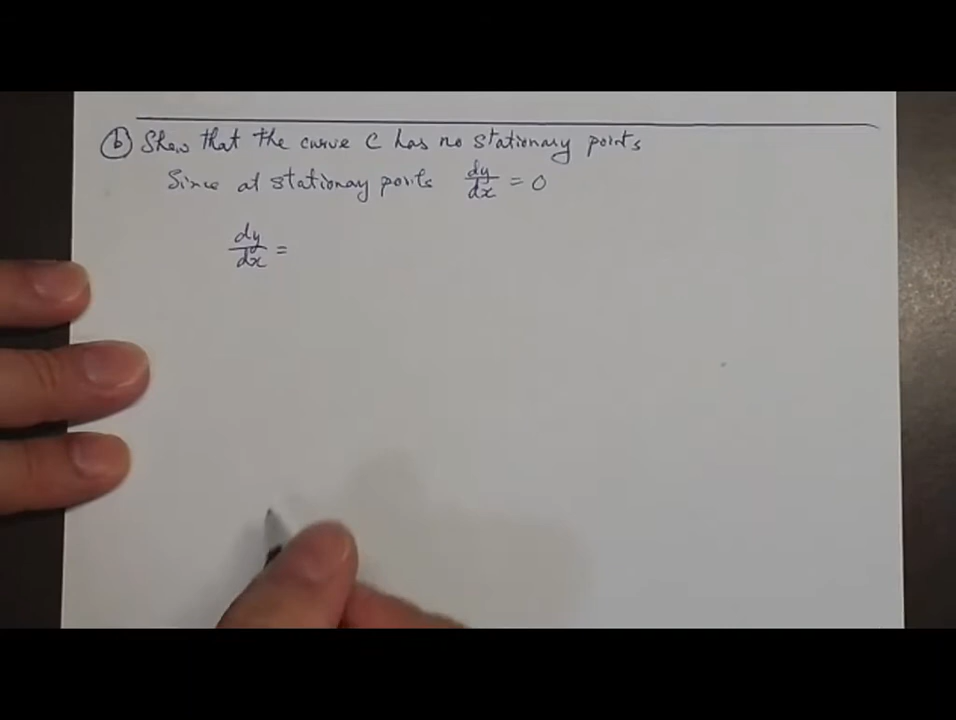 (b) Show that the curve C has no stationary points
Since at stationary points dy/dx = 0
dy/dx =